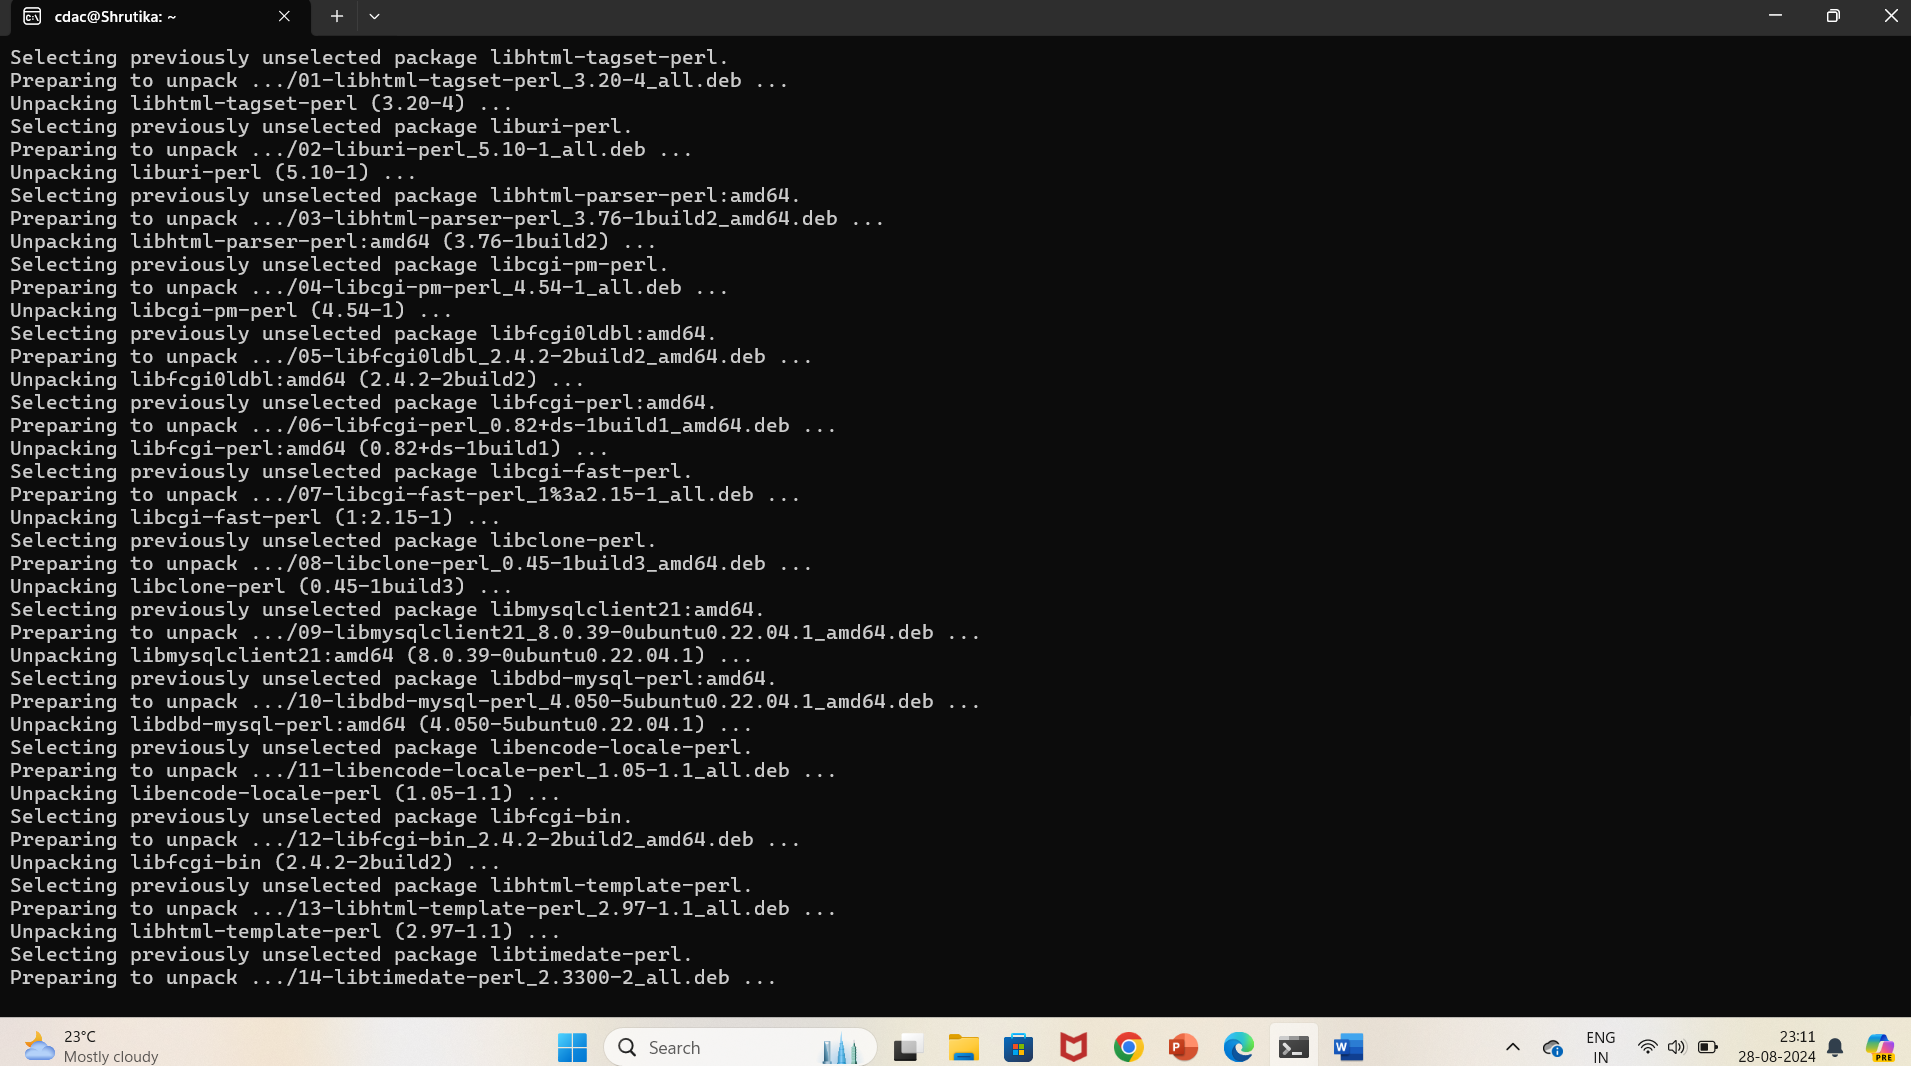 cdac@Shrutika: ~
Selecting previously unselected package libhtml-tagset-perl.
Preparing to unpack .../01-libhtml-tagset-perl_3.20-4_all.deb ...
Unpacking libhtml-tagset-perl (3.20-4) ...
Selecting previously unselected package liburi-perl.
Preparing to unpack .../02-liburi-perl_5.10-1_all.deb ...
Unpacking liburi-perl (5.10-1) ...
Selecting previously unselected package libhtml-parser-perl:amd64.
Preparing to unpack .../03-libhtml-parser-perl_3.76-1build2_amd64.deb ...
Unpacking libhtml-parser-perl:amd64 (3.76-1build2) ...
Selecting previously unselected package libcgi-pm-perl.
Preparing to unpack .../04-libcgi-pm-perl_4.54-1_all.deb ...
Unpacking libcgi-pm-perl (4.54-1) ...
Selecting previously unselected package libfcgi0ldbl:amd64.
Preparing to unpack .../05-libfcgi0ldbl_2.4.2-2build2_amd64.deb ...
Unpacking libfcgi0ldbl:amd64 (2.4.2-2build2) ...
Selecting previously unselected package libfcgi-perl:amd64.
Preparing to unpack .../06-libfcgi-perl_0.82+ds-1build1_amd64.deb ...
Unpacking libfcgi-perl:amd64 (0.82+ds-1build1) ...
Selecting previously unselected package libcgi-fast-perl.
Preparing to unpack .../07-libcgi-fast-perl_1%3a2.15-1_all.deb ...
Unpacking libcgi-fast-perl (1:2.15-1) ...
Selecting previously unselected package libclone-perl.
Preparing to unpack .../08-libclone-perl_0.45-1build3_amd64.deb ...
Unpacking libclone-perl (0.45-1build3) ...
Selecting previously unselected package libmysqlclient21:amd64.
Preparing to unpack .../09-libmysqlclient21_8.0.39-0ubuntu0.22.04.1_amd64.deb ...
Unpacking libmysqlclient21:amd64 (8.0.39-0ubuntu0.22.04.1) ...
Selecting previously unselected package libdbd-mysql-perl:amd64.
Preparing to unpack .../10-libdbd-mysql-perl_4.050-5ubuntu0.22.04.1_amd64.deb ...
Unpacking libdbd-mysql-perl:amd64 (4.050-5ubuntu0.22.04.1) ...
Selecting previously unselected package libencode-locale-perl.
Preparing to unpack .../11-libencode-locale-perl_1.05-1.1_all.deb ...
Unpacking libencode-locale-perl (1.05-1.1) ...
Selecting previously unselected package libfcgi-bin.
Preparing to unpack .../12-libfcgi-bin_2.4.2-2build2_amd64.deb ...
Unpacking libfcgi-bin (2.4.2-2build2) ...
Selecting previously unselected package libhtml-template-perl.
Preparing to unpack .../13-libhtml-template-perl_2.97-1.1_all.deb ...
Unpacking libhtml-template-perl (2.97-1.1) ...
Selecting previously unselected package libtimedate-perl.
Preparing to unpack .../14-libtimedate-perl_2.3300-2_all.deb ...
23°C
Mostly cloudy
Search
P
W
ENG
IN
23:11
28-08-2024
PRE